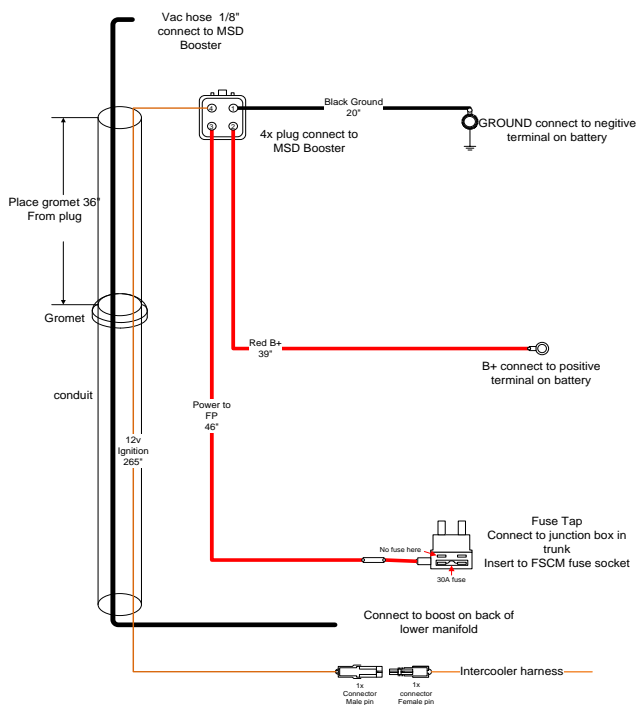 Vac hose 1/8"
connect to MSD
Booster
4
1
3
2
Black Ground
20"
GROUND connect to negitive
terminal on battery
4x plug connect to
MSD Booster
Place gromet 36"
From plug
Gromet
Red B+
39"
B+ connect to positive
terminal on battery
conduit
Power to
FP
46"
12v
Ignition
265"
Fuse Tap
Connect to junction box in
trunk
Insert to FSCM fuse socket
No fuse here
30A fuse
Connect to boost on back of
lower manifold
Intercooler harness
1x
Connector
Male pin
1x
connector
Female pin